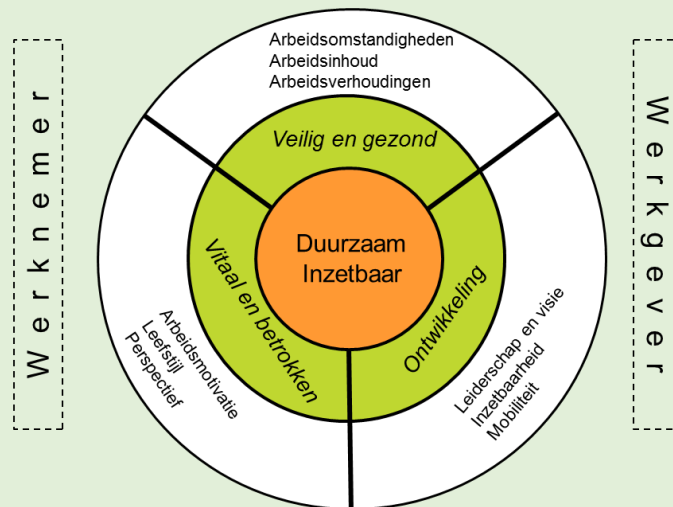 Werknemer
Arbeidsomstandigheden
Arbeidsinhoud
Arbeidsverhoudingen
Veilig en gezond
Duurzaam
Inzetbaar
Vitaal en betrokken
Arbeidsmotivatie
Leefstijl
Perspectief
Ontwikkeling
Leiderschap en visie
Inzetbaarheid
Mobiliteit
Werkgever